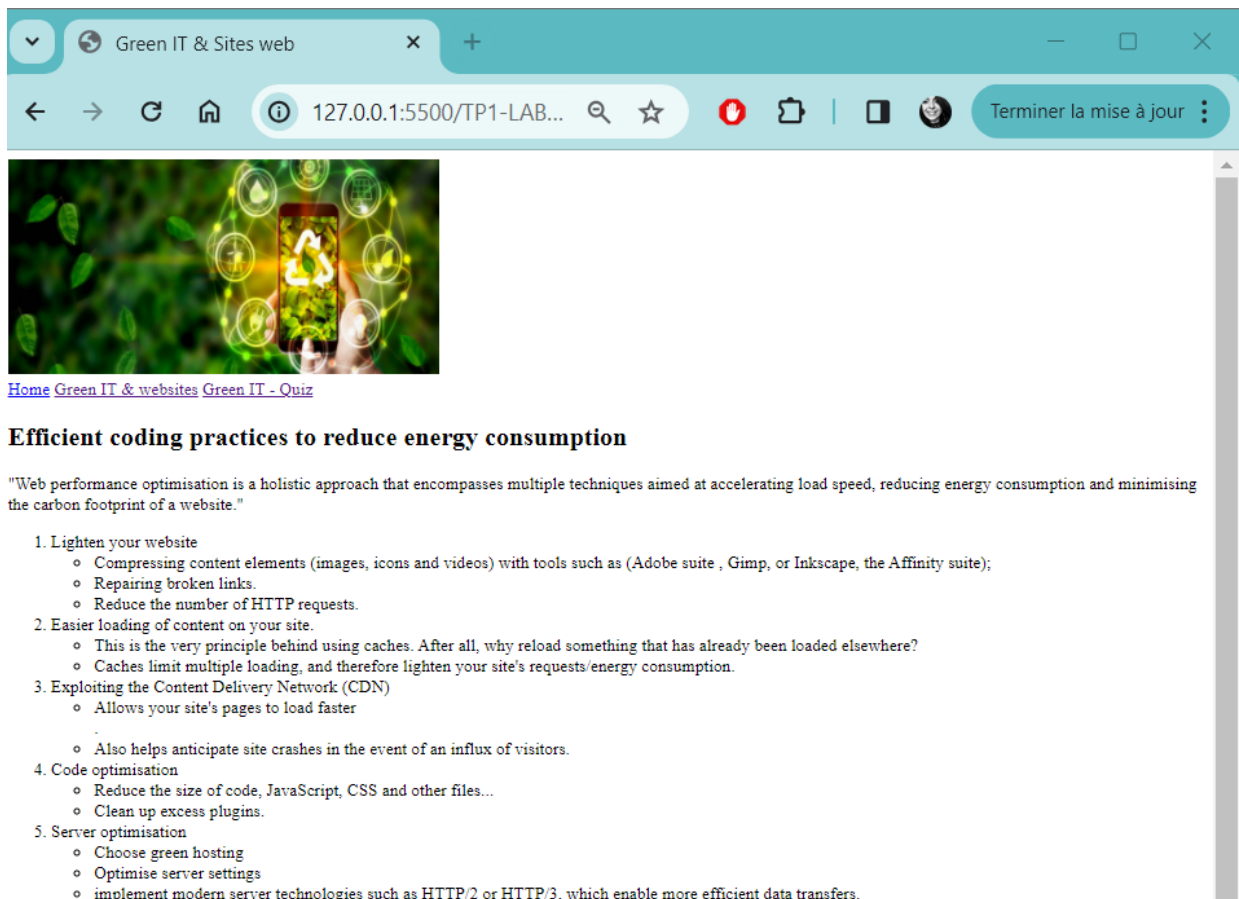 Green IT & Sites web
127.0.0.1:5500/TP1-LAB...
Terminer la mise à jour
Home Green IT & websites Green IT - Quiz
Efficient coding practices to reduce energy consumption
"Web performance optimisation is a holistic approach that encompasses multiple techniques aimed at accelerating load speed, reducing energy consumption and minimising
the carbon footprint of a website."
1. Lighten your website
Compressing content elements (images, icons and videos) with tools such as (Adobe suite , Gimp, or Inkscape, the Affinity suite);
Repairing broken links.
Reduce the number of HTTP requests.
2. Easier loading of content on your site.
This is the very principle behind using caches. After all, why reload something that has already been loaded elsewhere?
Caches limit multiple loading, and therefore lighten your site's requests/energy consumption.
3. Exploiting the Content Delivery Network (CDN)
Allows your site's pages to load faster
.
Also helps anticipate site crashes in the event of an influx of visitors.
4. Code optimisation
Reduce the size of code, JavaScript, CSS and other files...
Clean up excess plugins.
5. Server optimisation
Choose green hosting
Optimise server settings
implement modern server technologies such as HTTP/2 or HTTP/3, which enable more efficient data transfers.